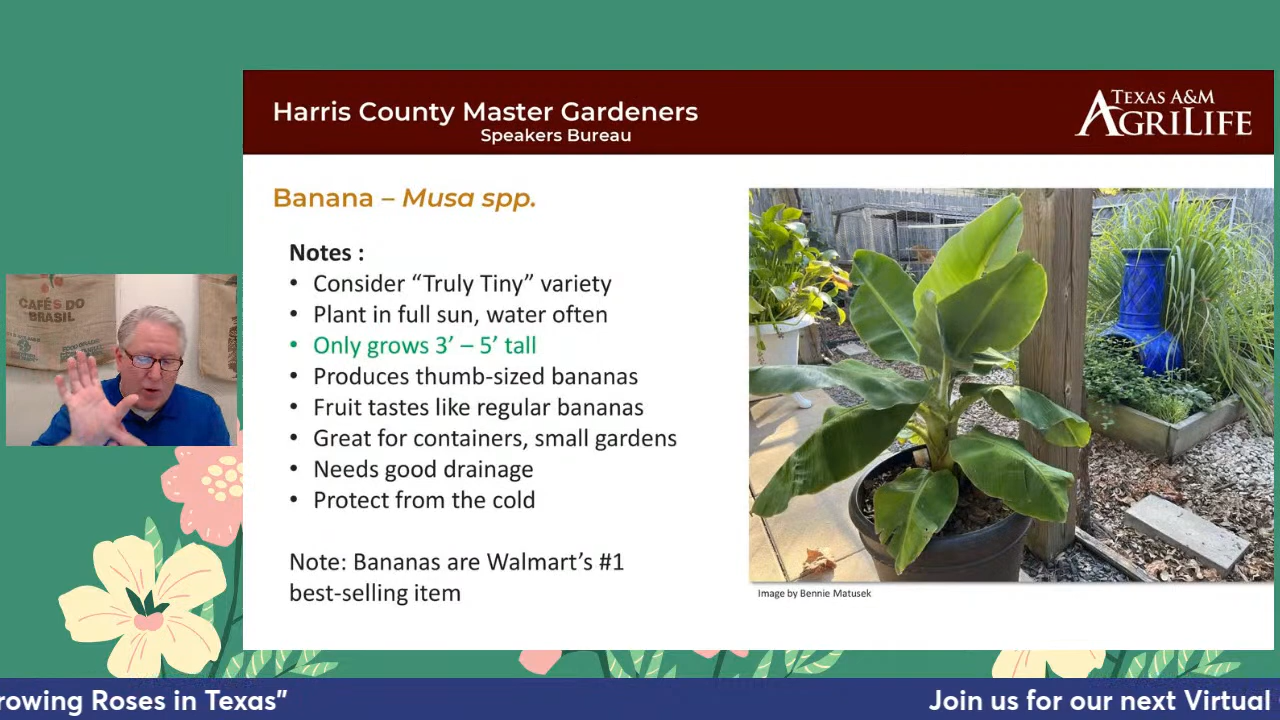 Harris County Master Gardeners
Speakers Bureau
TEXAS A&M
AGRILIFE
Banana – Musa spp.
Notes :
• Consider “Truly Tiny” variety
• Plant in full sun, water often
• Only grows 3’ – 5’ tall
• Produces thumb-sized bananas
• Fruit tastes like regular bananas
• Great for containers, small gardens
• Needs good drainage
• Protect from the cold
Note: Bananas are Walmart’s #1
best-selling item
Image by Bennie Matusek
CAFÉS DO
BRASIL
rowing Roses in Texas”
Join us for our next Virtual